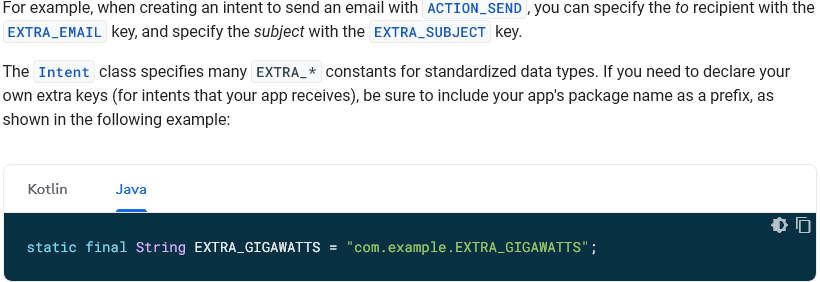 For example, when creating an intent to send an email with ACTION_SEND, you can specify the to recipient with the
EXTRA_EMAIL key, and specify the subject with the EXTRA_SUBJECT key.
The Intent class specifies many EXTRA_* constants for standardized data types. If you need to declare your
own extra keys (for intents that your app receives), be sure to include your app's package name as a prefix, as
shown in the following example:
Kotlin Java
static final String EXTRA_GIGAWATTS = "com.example.EXTRA_GIGAWATTS";